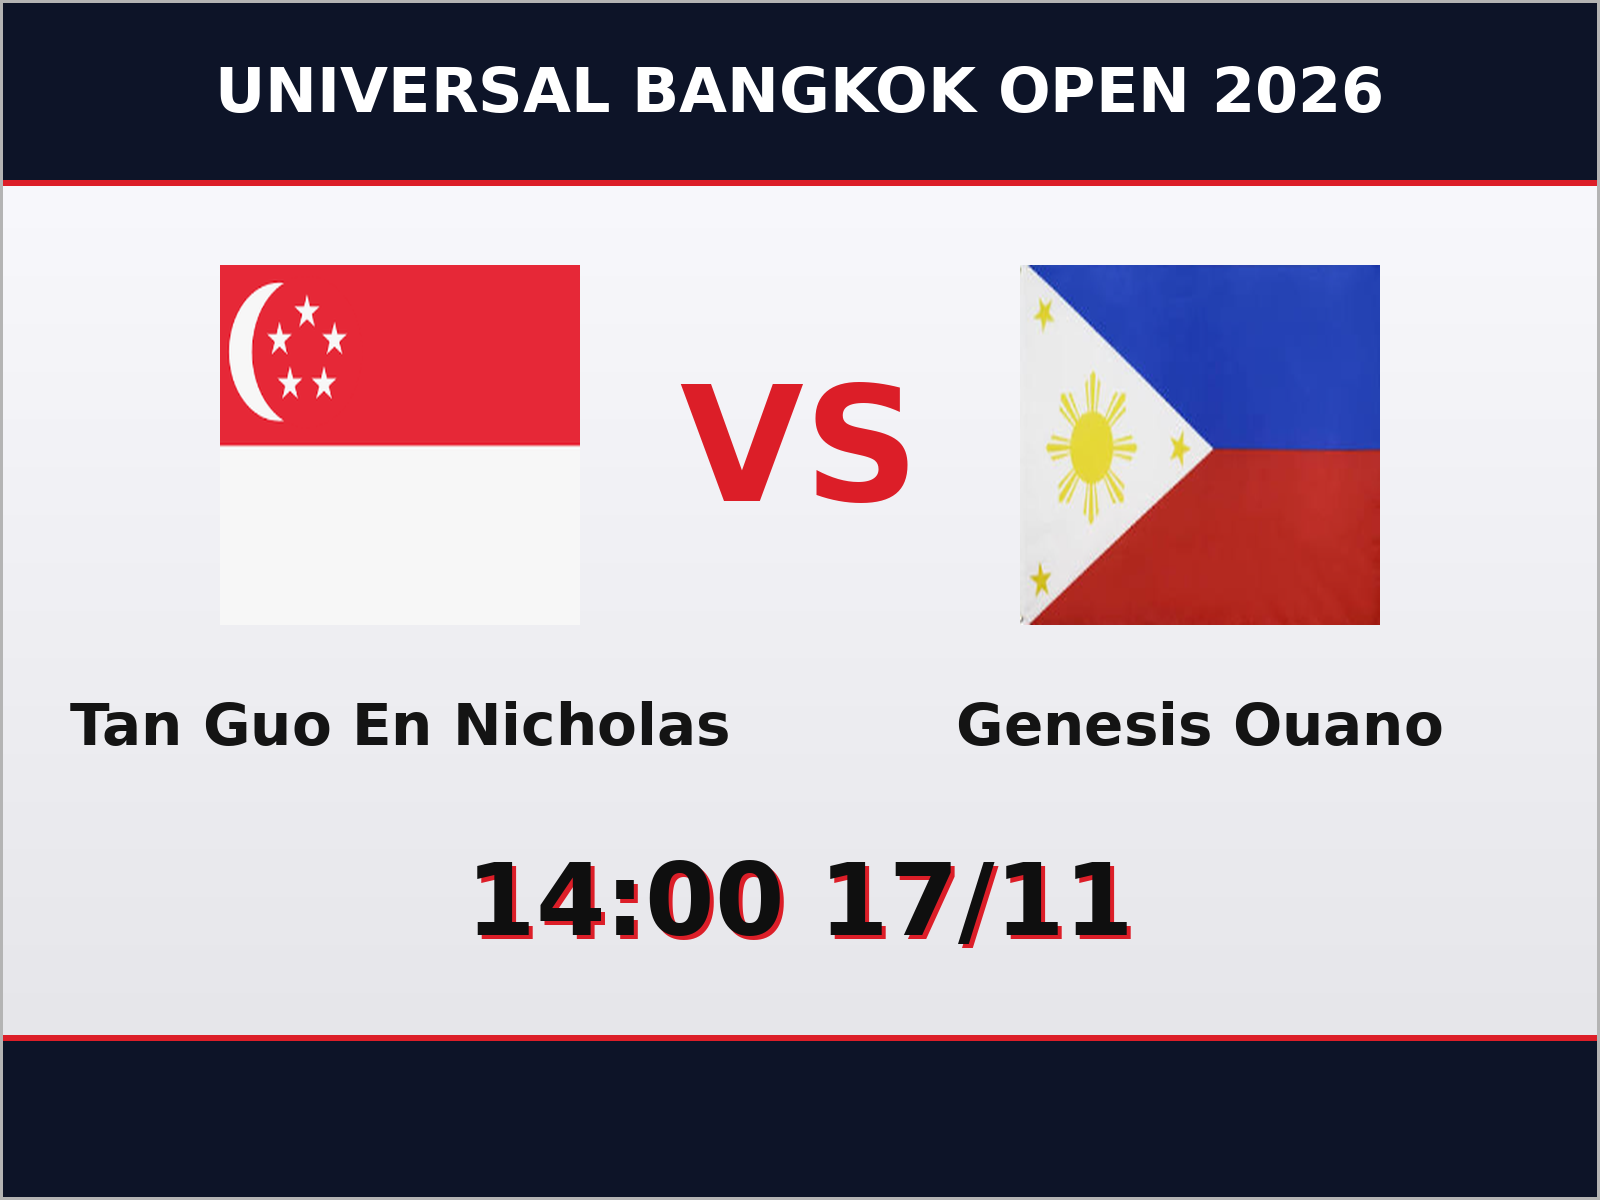 UNIVERSAL BANGKOK OPEN 2026
VS
Tan Guo En Nicholas
Genesis Ouano
14:00 17/11